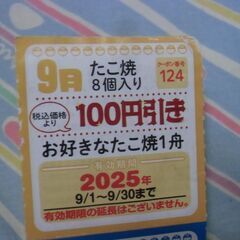 9月 たこ焼
8個入り
クーポン番号
124
税込価格
より
100円引き
お好きなたこ焼1舟
有効期間
2025年
9/1〜9/30まで
有効期限の延長はございません。